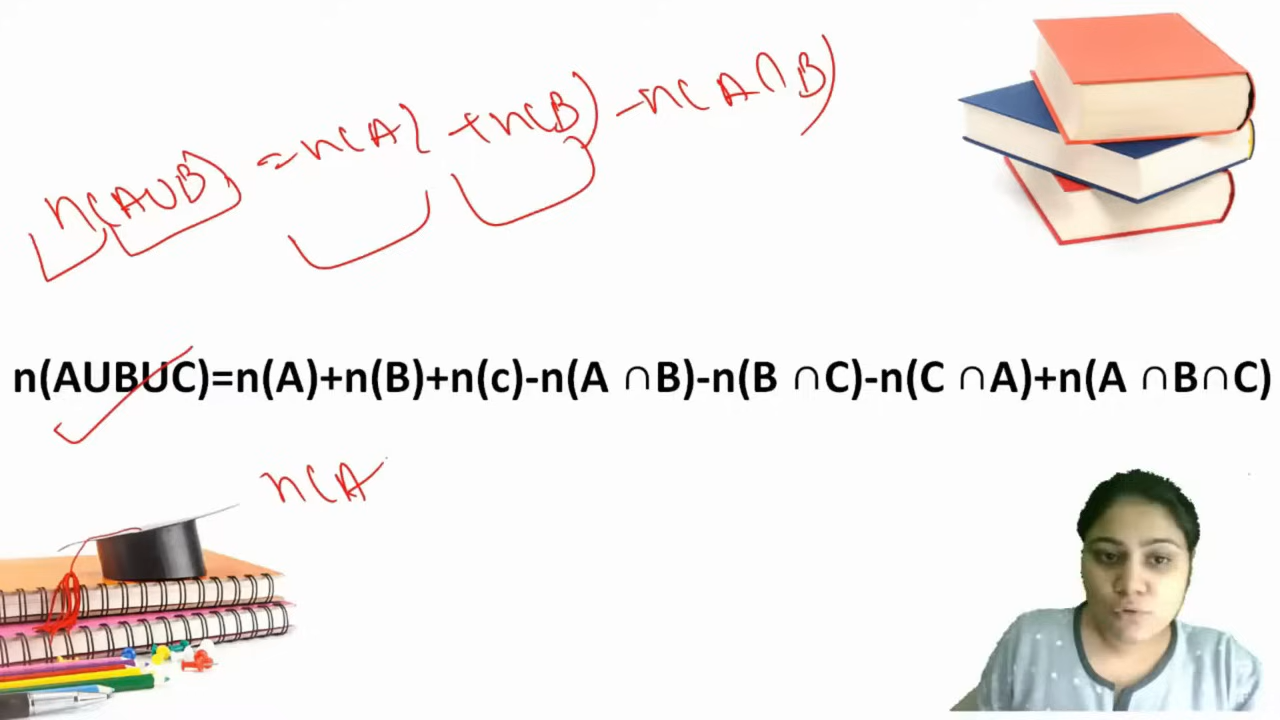 n(AUB) = n(A) + n(B) - n(A∩B)
n(AUBUC)=n(A)+n(B)+n(c)-n(A ∩B)-n(B ∩C)-n(C ∩A)+n(A ∩B∩C)
n(A